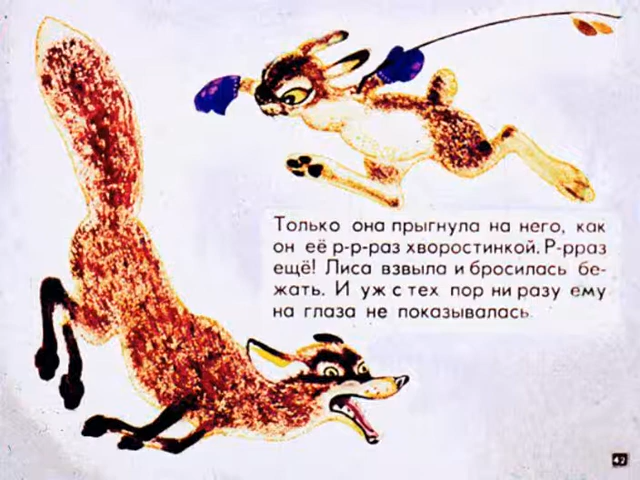 Только она прыгнула на него, как
он её р-р-раз хворостинкой. Р-рраз
ещё! Лиса взвыла и бросилась бе-
жать. И уж с тех пор ни разу ему
на глаза не показывалась
42